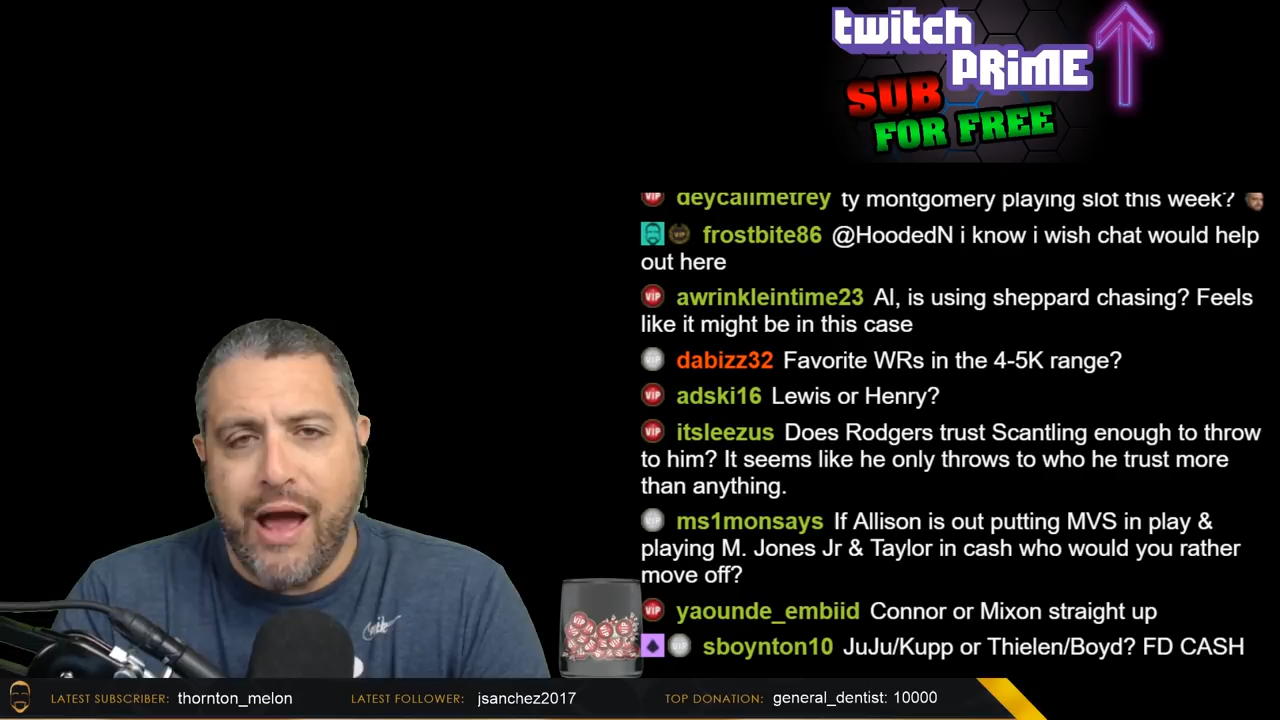 twitch
PRiME
SUB
FOR FREE
deycallmetrey ty montgomery playing slot this week?
frostbite86 @HoodedN i know i wish chat would help
out here
awrinkleintime23 Al, is using sheppard chasing? Feels
like it might be in this case
dabizz32 Favorite WRs in the 4-5K range?
adski16 Lewis or Henry?
itsleezus Does Rodgers trust Scantling enough to throw
to him? It seems like he only throws to who he trust more
than anything.
ms1monsays If Allison is out putting MVS in play &
playing M. Jones Jr & Taylor in cash who would you rather
move off?
yaounde_embiid Connor or Mixon straight up
sboynton10 JuJu/Kupp or Thielen/Boyd? FD CASH
LATEST SUBSCRIBER: thornton_melon LATEST FOLLOWER: jsanchez2017 TOP DONATION: general_dentist: 10000